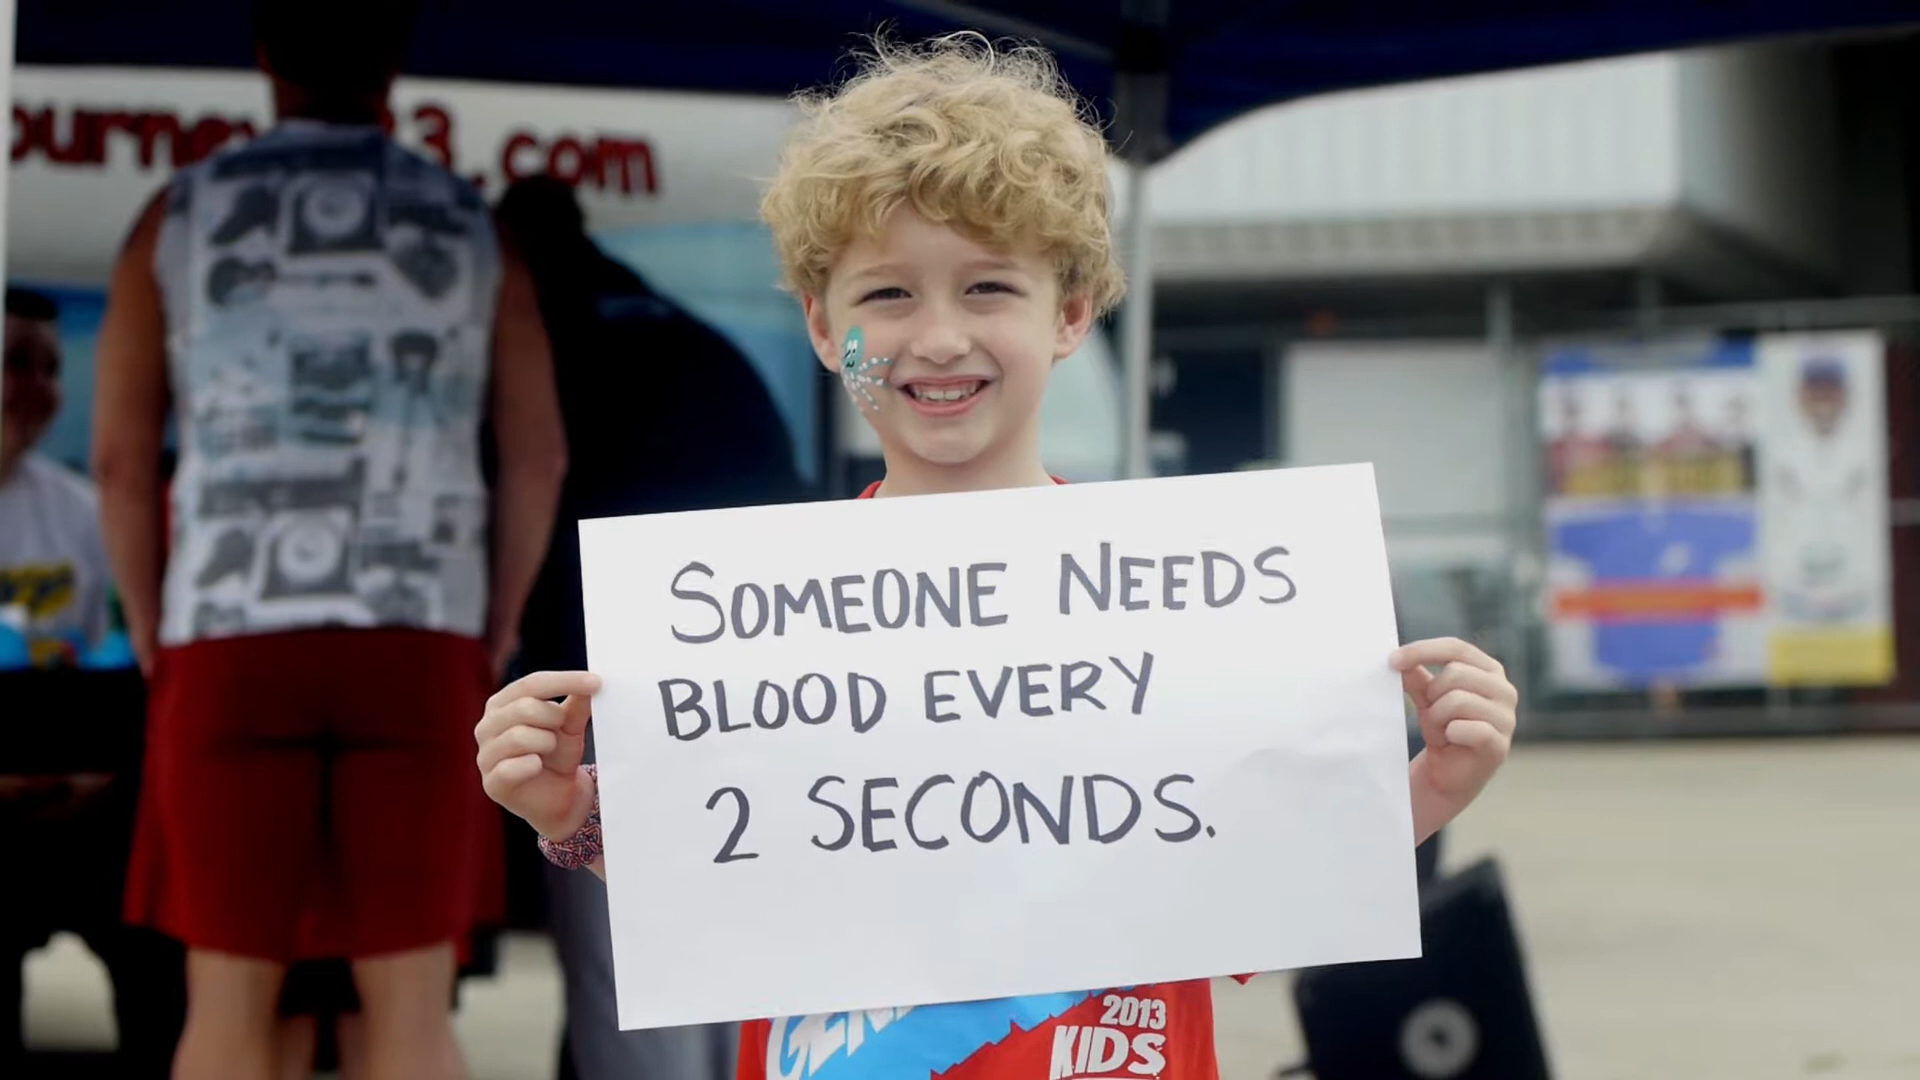 .com
SOMEONE NEEDS
BLOOD EVERY
2 SECONDS.
2013
KIDS